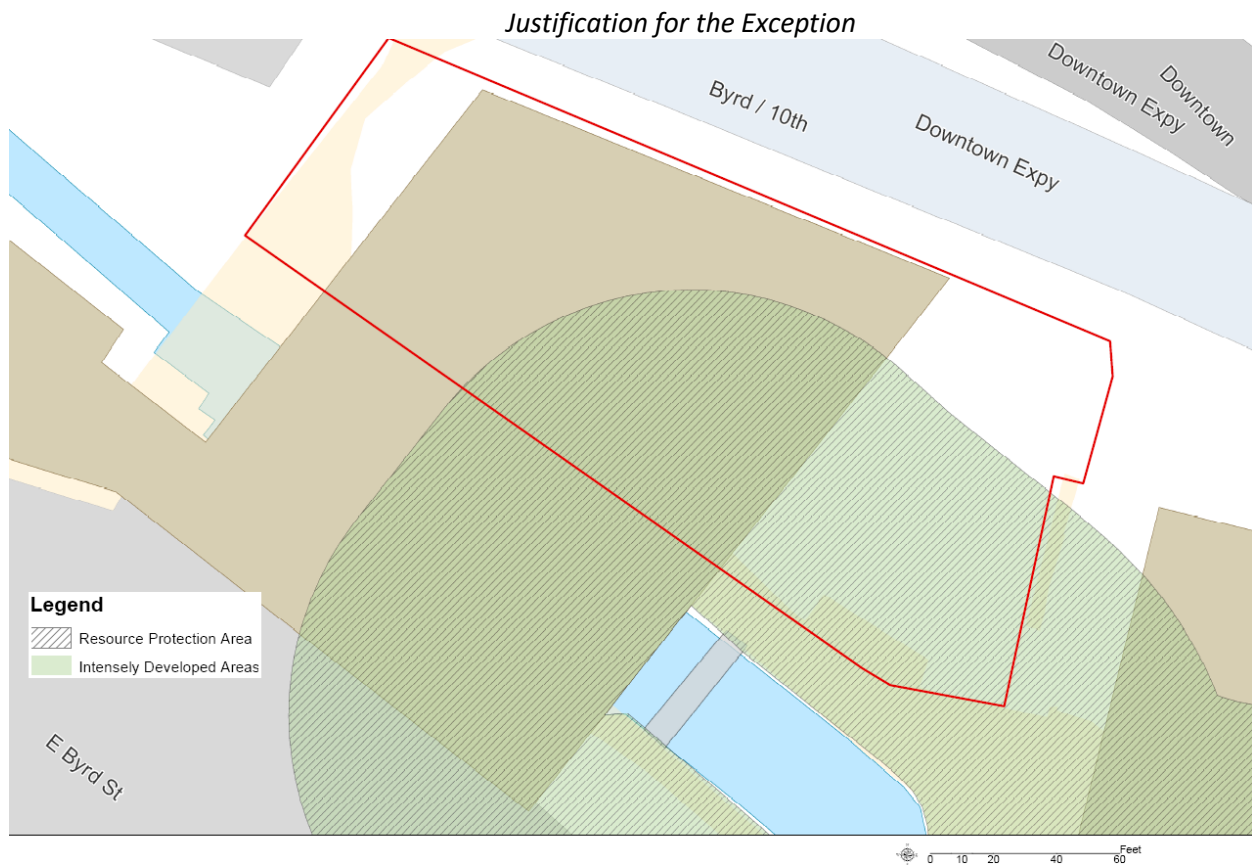 Justification for the Exception
Byrd / 10th
Downtown Expy
Downtown Expy
Downtown
Legend
Resource Protection Area
Intensely Developed Areas
E Byrd St
Feet
0 10 20 40 60